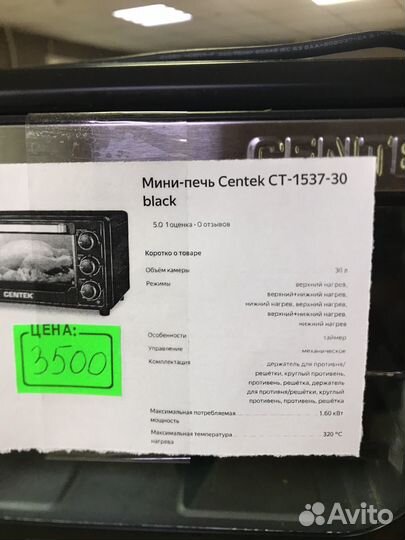 Мини-печь Centek CT-1537-30
black
5.0 1 оценка • 0 отзывов
Коротко о товаре
Объём камеры 30 л
Режимы верхний нагрев,
верхний+нижний нагрев,
нижний нагрев, верхний нагрев,
верхний+нижний нагрев,
нижний нагрев
Особенности таймер
Управление механическое
Комплектация держатель для противня/
решётки, круглый противень,
противень, решётка, держатель
для противня/решётки, круглый
противень, противень, решётка
Максимальная потребляемая 1.60 кВт
мощность
Максимальная температура 320 °C
нагрева
CENTEK
ЦЕНА:
3500
Avito